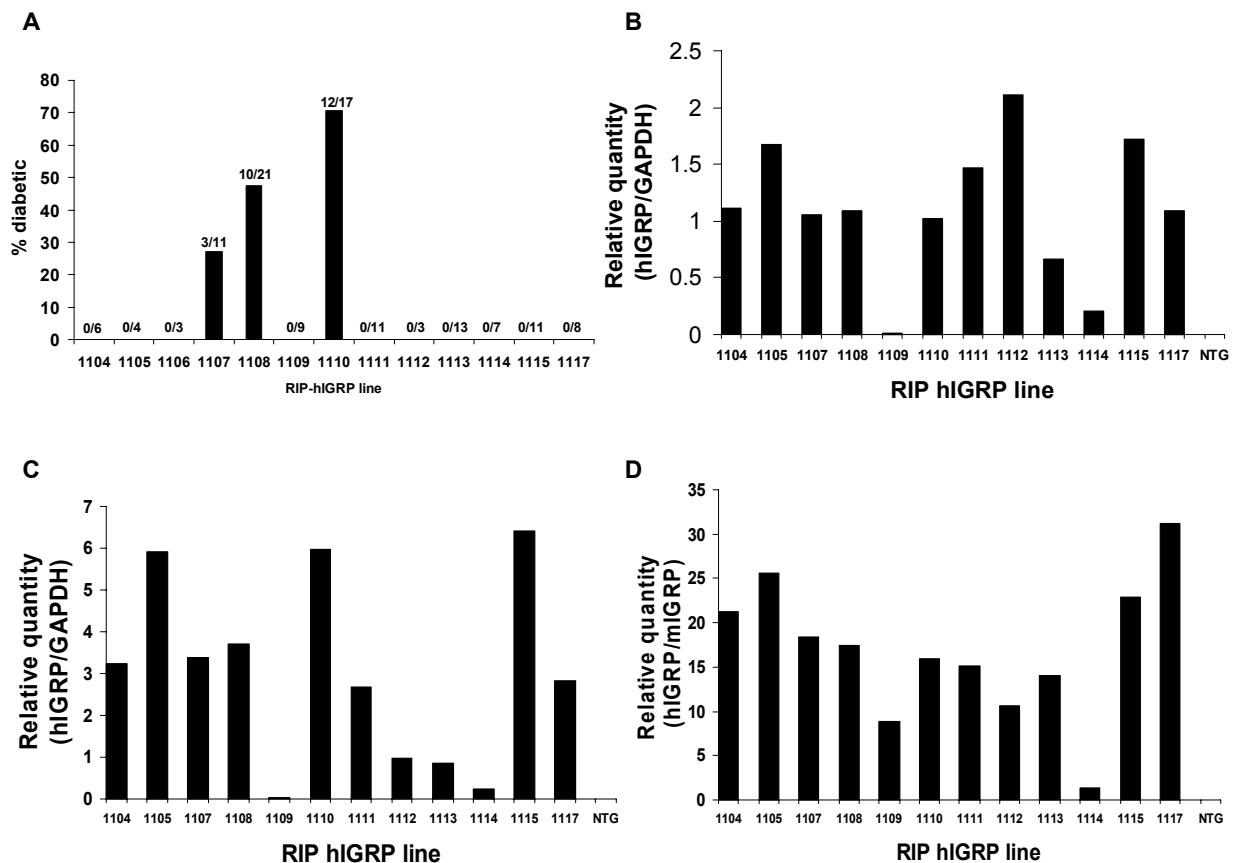 A
80
70
60
50
40
30
20
10
0
% diabetic
0/6 0/4 0/3 3/11 10/21 0/9 12/17 0/11 0/3 0/13 0/7 0/11 0/8
1104 1105 1106 1107 1108 1109 1110 1111 1112 1113 1114 1115 1117
RIP-hIGRP line
B
2.5
2
1.5
1
0.5
0
Relative quantity
(hIGRP/GAPDH)
1104 1105 1107 1108 1109 1110 1111 1112 1113 1114 1115 1117 NTG
RIP hIGRP line
C
7
6
5
4
3
2
1
0
Relative quantity
(hIGRP/GAPDH)
1104 1105 1107 1108 1109 1110 1111 1112 1113 1114 1115 1117 NTG
RIP hIGRP line
D
35
30
25
20
15
10
5
0
Relative quantity
(hIGRP/mIGRP)
1104 1105 1107 1108 1109 1110 1111 1112 1113 1114 1115 1117 NTG
RIP hIGRP line